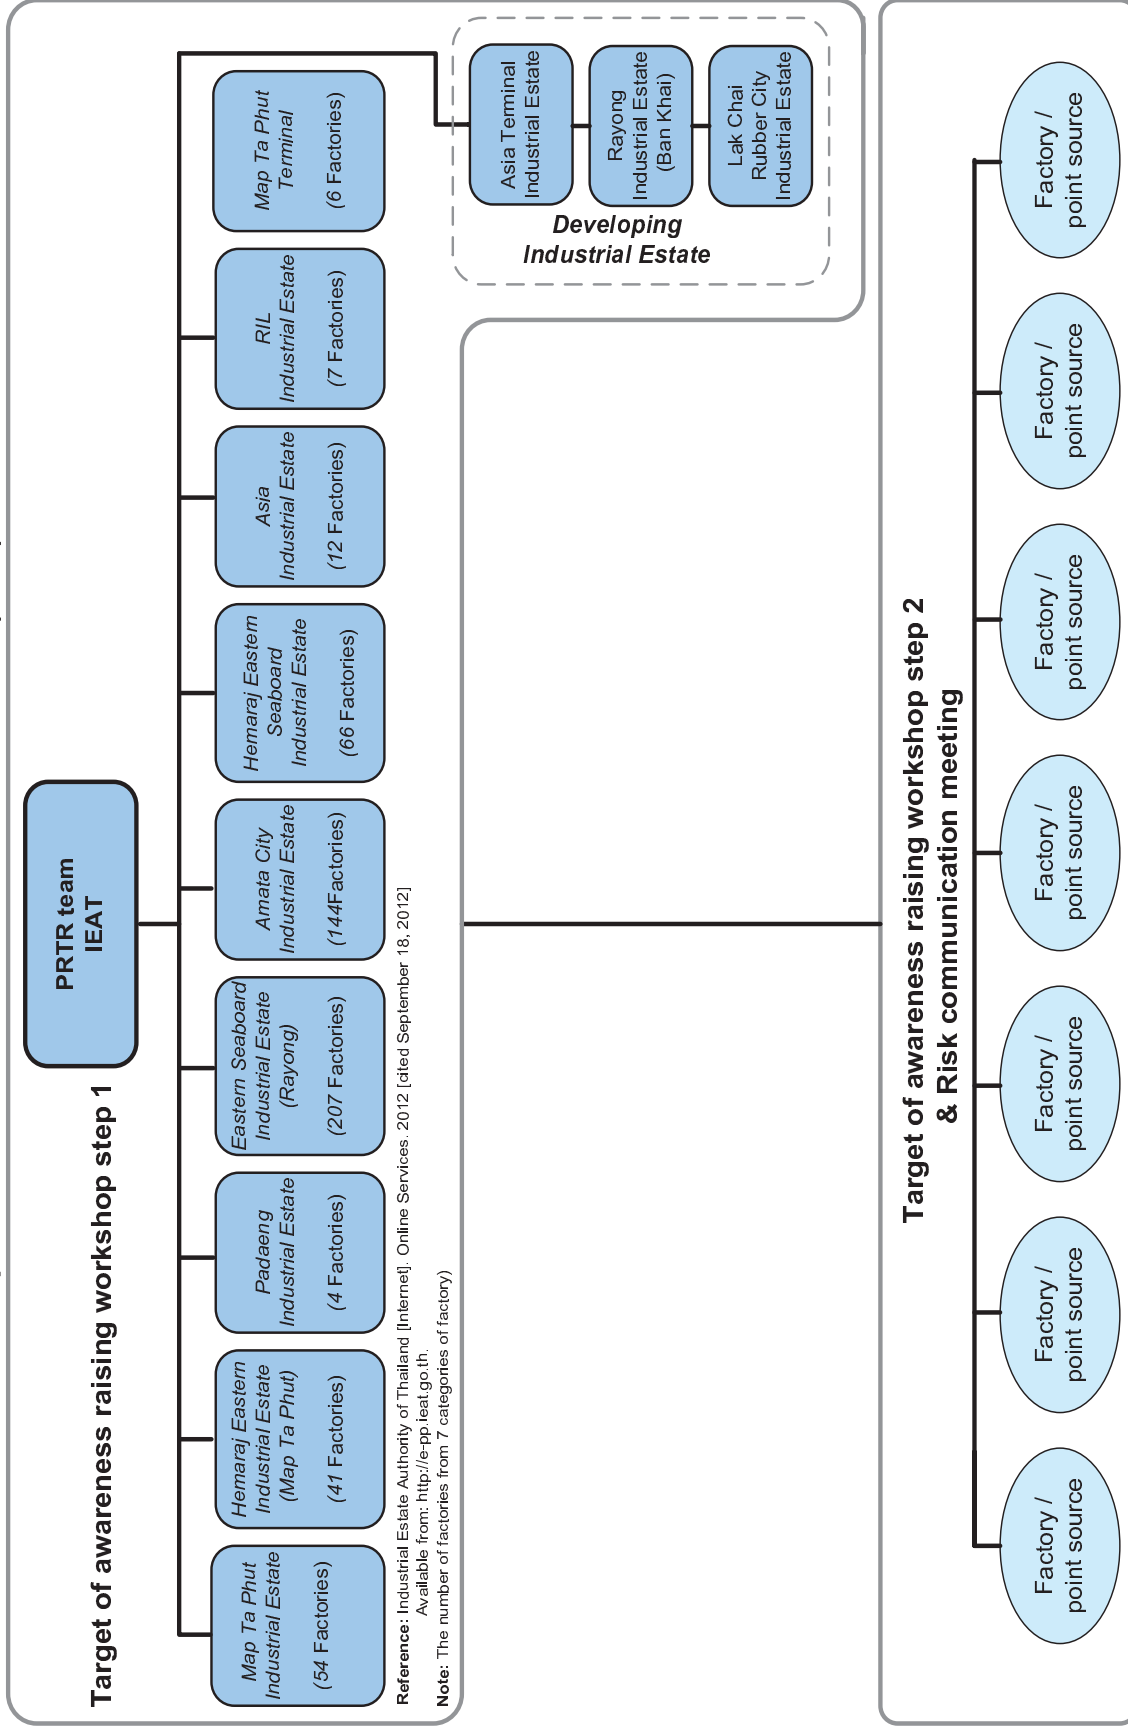 PRTR team
IEAT
Target of awareness raising workshop step 1
Map Ta Phut
Industrial Estate
(54 Factories)
Hemaraj Eastern
Industrial Estate
(Map Ta Phut)
(41 Factories)
Padaeng
Industrial Estate
(4 Factories)
Eastern Seaboard
Industrial Estate
(Rayong)
(207 Factories)
Amata City
Industrial Estate
(144Factories)
Hemaraj Eastern
Seaboard
Industrial Estate
(66 Factories)
Asia
Industrial Estate
(12 Factories)
RIL
Industrial Estate
(7 Factories)
Map Ta Phut
Terminal
(6 Factories)
Asia Terminal
Industrial Estate
Rayong
Industrial Estate
(Ban Khai)
Lak Chai
Rubber City
Industrial Estate
Developing
Industrial Estate
Reference: Industrial Estate Authority of Thailand [Internet]. Online Services. 2012 [cited September 18, 2012]
Available from: http://e-pp.ieat.go.th.
Note: The number of factories from 7 categories of factory)
Target of awareness raising workshop step 2
& Risk communication meeting
Factory /
point source
Factory /
point source
Factory /
point source
Factory /
point source
Factory /
point source
Factory /
point source
Factory /
point source